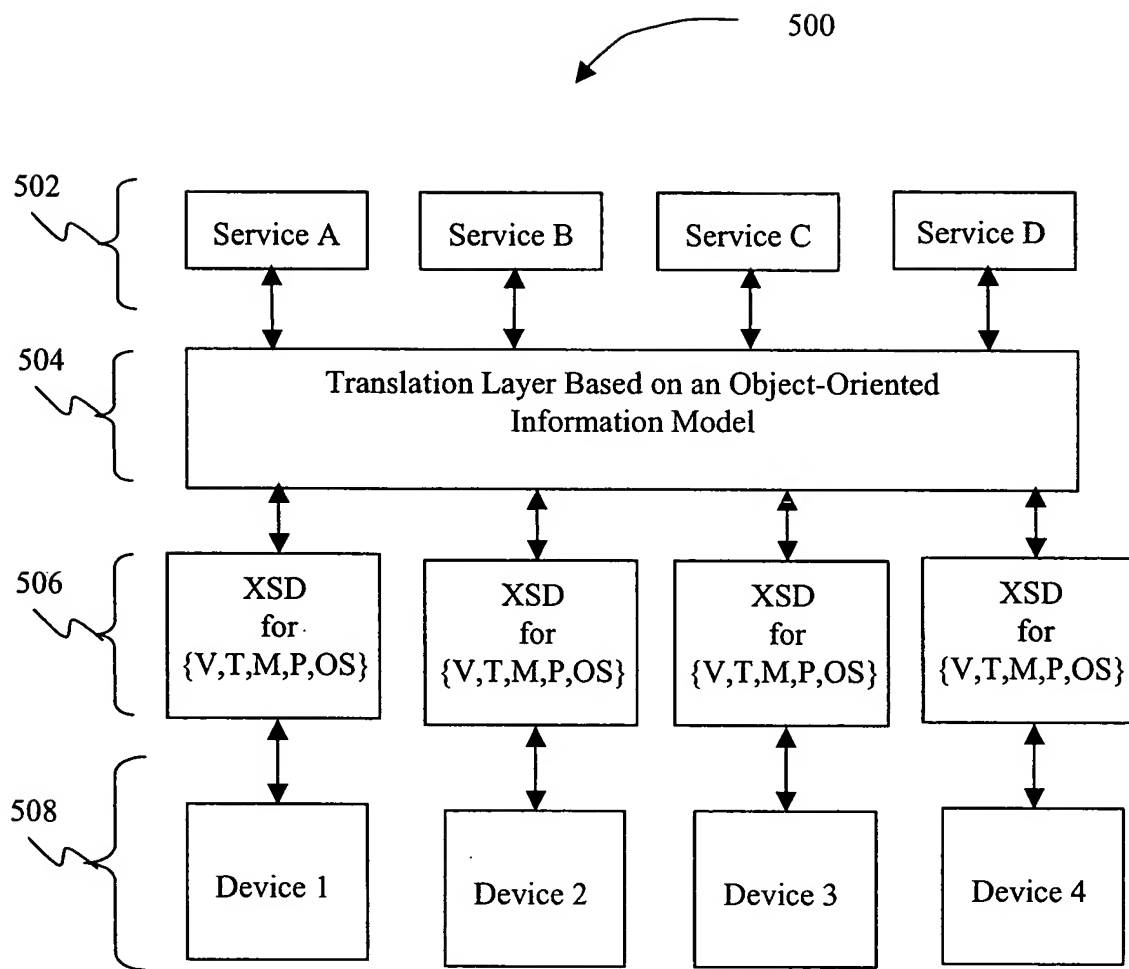 500
502
Service A
Service B
Service C
Service D
504
Translation Layer Based on an Object-Oriented
Information Model
506
XSD
for
{V,T,M,P,OS}
XSD
for
{V,T,M,P,OS}
XSD
for
{V,T,M,P,OS}
XSD
for
{V,T,M,P,OS}
508
Device 1
Device 2
Device 3
Device 4